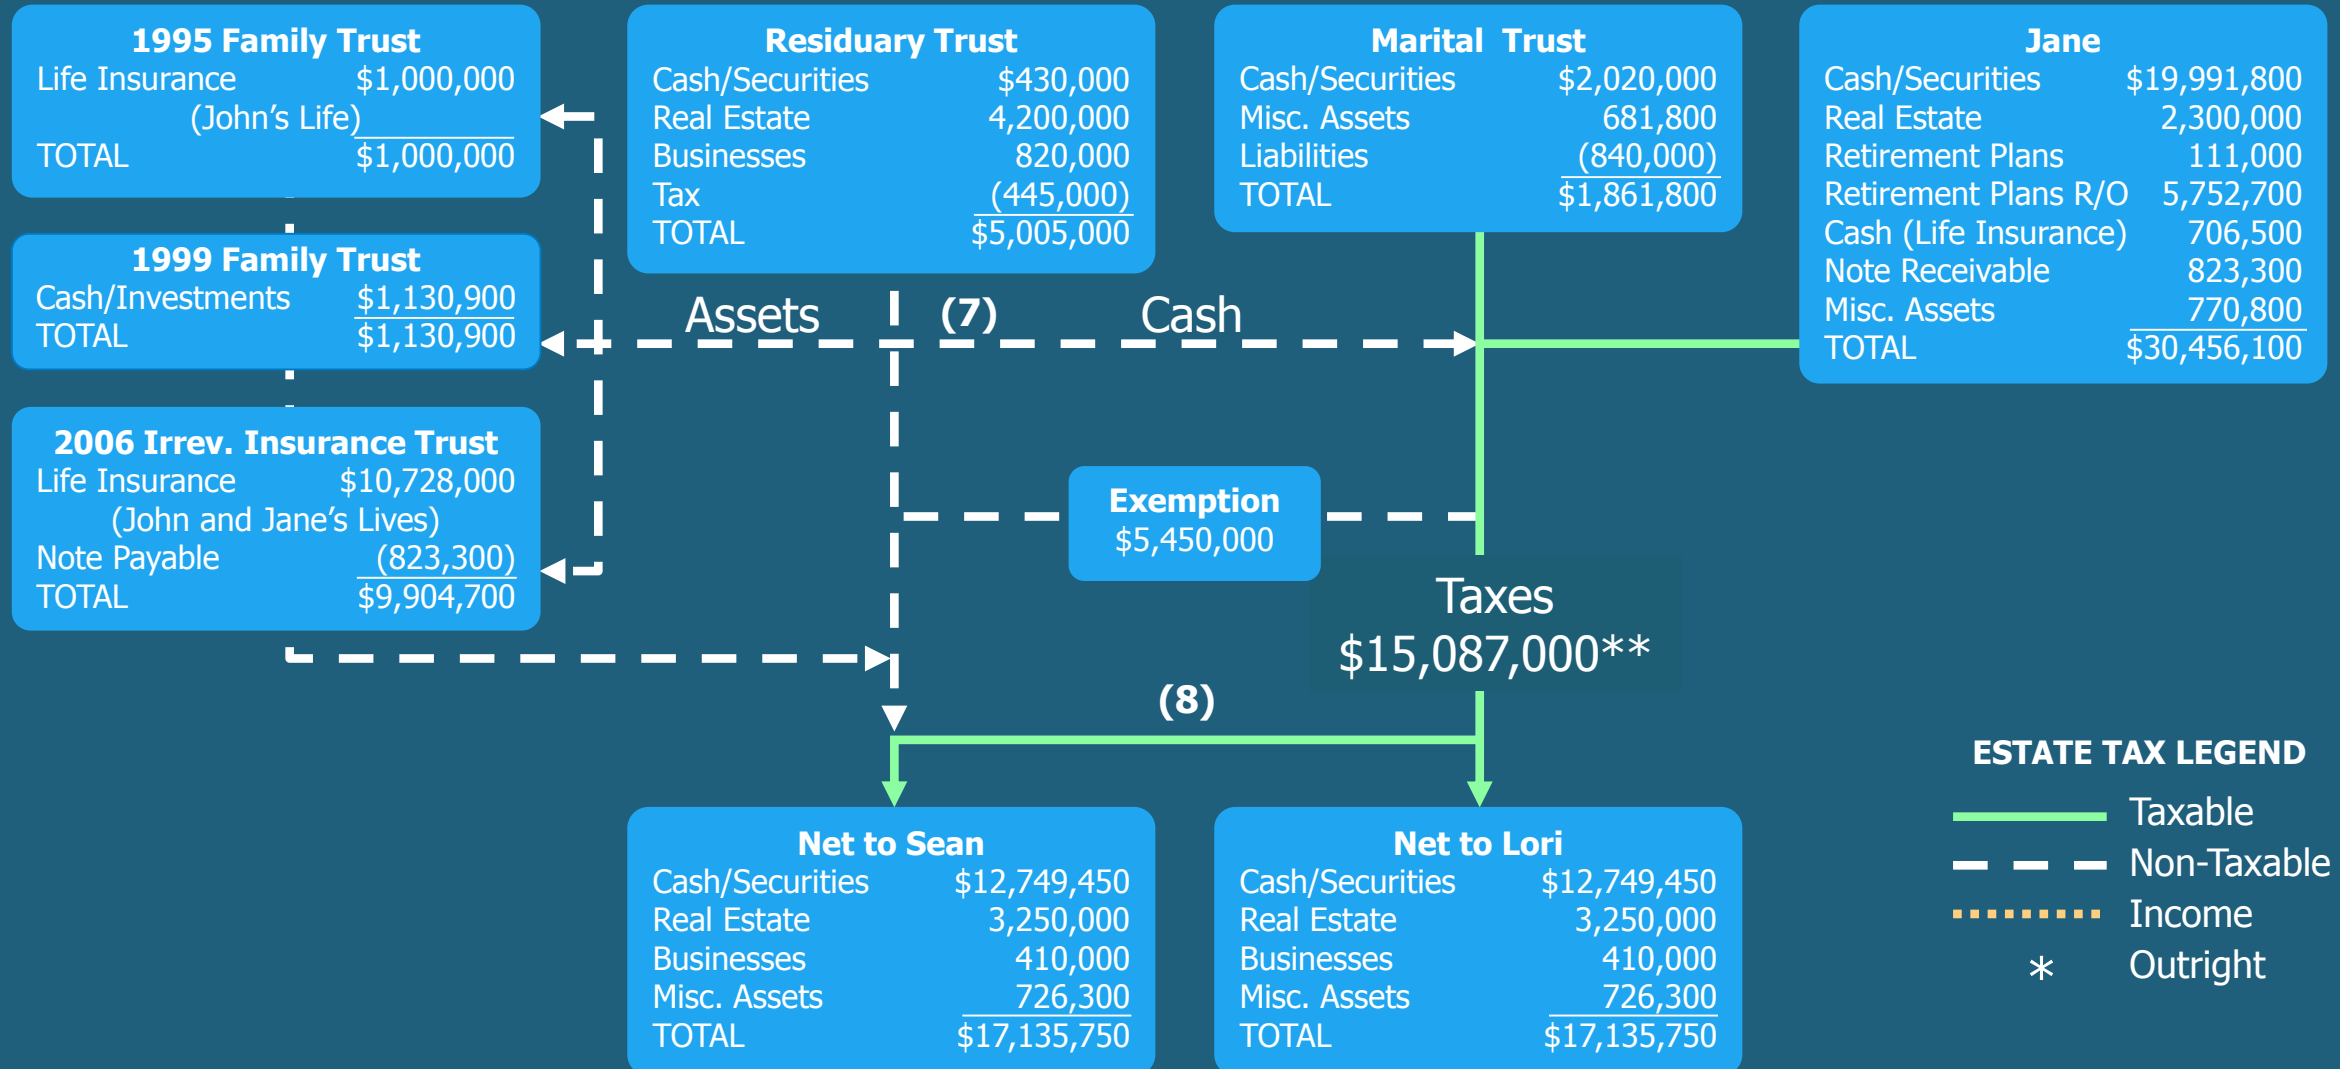 1995 Family Trust
Life Insurance $1,000,000
(John’s Life)
TOTAL $1,000,000
Residuary Trust
Cash/Securities $430,000
Real Estate 4,200,000
Businesses 820,000
Tax (445,000)
TOTAL $5,005,000
Marital Trust
Cash/Securities $2,020,000
Misc. Assets 681,800
Liabilities (840,000)
TOTAL $1,861,800
Jane
Cash/Securities $19,991,800
Real Estate 2,300,000
Retirement Plans 111,000
Retirement Plans R/O 5,752,700
Cash (Life Insurance) 706,500
Note Receivable 823,300
Misc. Assets 770,800
TOTAL $30,456,100
1999 Family Trust
Cash/Investments $1,130,900
TOTAL $1,130,900
Assets (7) Cash
2006 Irrev. Insurance Trust
Life Insurance $10,728,000
(John and Jane’s Lives)
Note Payable (823,300)
TOTAL $9,904,700
Exemption
$5,450,000
Taxes
$15,087,000**
(8)
Net to Sean
Cash/Securities $12,749,450
Real Estate 3,250,000
Businesses 410,000
Misc. Assets 726,300
TOTAL $17,135,750
Net to Lori
Cash/Securities $12,749,450
Real Estate 3,250,000
Businesses 410,000
Misc. Assets 726,300
TOTAL $17,135,750
ESTATE TAX LEGEND
Taxable
Non-Taxable
Income
* Outright